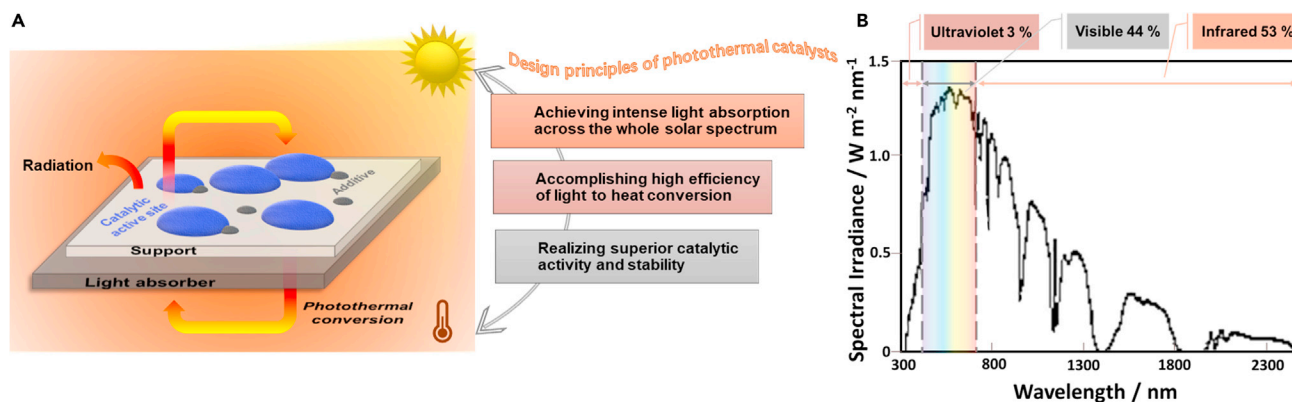 A
Design principles of photothermal catalysts
Achieving intense light absorption
across the whole solar spectrum
Accomplishing high efficiency
of light to heat conversion
Realizing superior catalytic
activity and stability
Radiation
Catalytic
active site
Additive
Support
Light absorber
Photothermal
conversion
B
Ultraviolet 3 %
Visible 44 %
Infrared 53 %
Spectral Irradiance / W m⁻² nm⁻¹
1.5
1.0
0.5
0
300
800
1300
1800
2300
Wavelength / nm